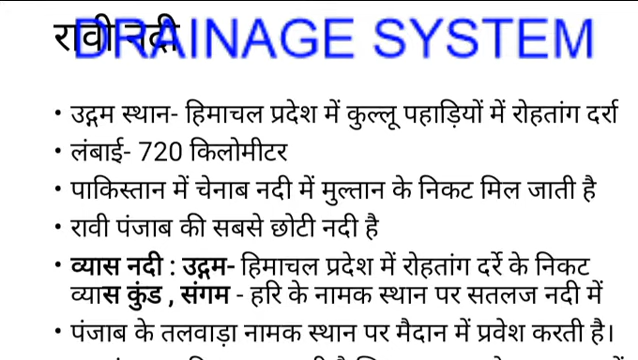 रावी नदी
DRAINAGE SYSTEM
• उद्गम स्थान- हिमाचल प्रदेश में कुल्लू पहाड़ियों में रोहतांग दर्रा
• लंबाई- 720 किलोमीटर
• पाकिस्तान में चेनाब नदी में मुल्तान के निकट मिल जाती है
• रावी पंजाब की सबसे छोटी नदी है
• व्यास नदी : उद्गम- हिमाचल प्रदेश में रोहतांग दर्रे के निकट
व्यास कुंड , संगम - हरि के नामक स्थान पर सतलज नदी में
• पंजाब के तलवाड़ा नामक स्थान पर मैदान में प्रवेश करती है।